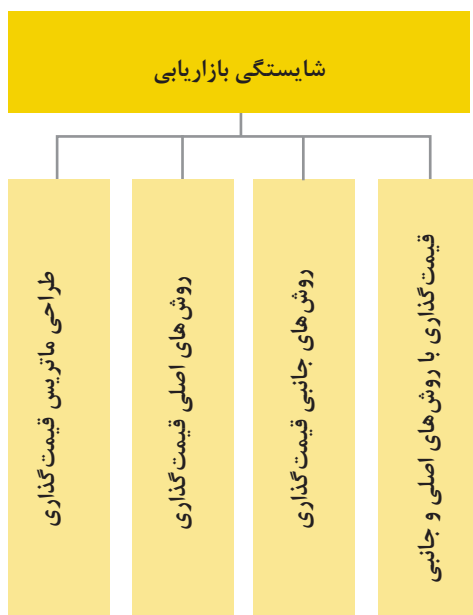 شایستگی بازاریابی
قیمت‌گذاری با روش‌های اصلی و جانبی
روش‌های جانبی قیمت‌گذاری
روش‌های اصلی قیمت‌گذاری
طراحی ماتریس قیمت‌گذاری